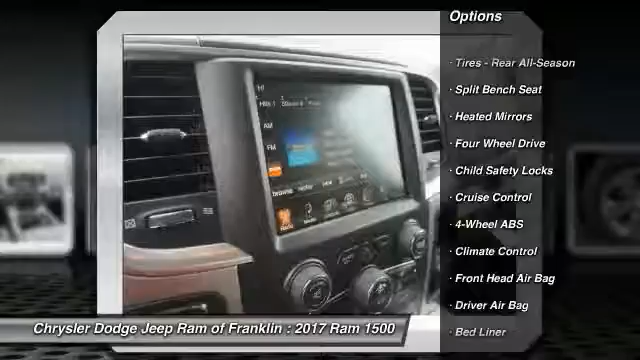 Options
· Tires - Rear All-Season
· Split Bench Seat
· Heated Mirrors
· Four Wheel Drive
· Child Safety Locks
· Cruise Control
· 4-Wheel ABS
· Climate Control
· Front Head Air Bag
· Driver Air Bag
· Bed Liner
AM
FM
browse
Radio
Chrysler Dodge Jeep Ram of Franklin : 2017 Ram 1500